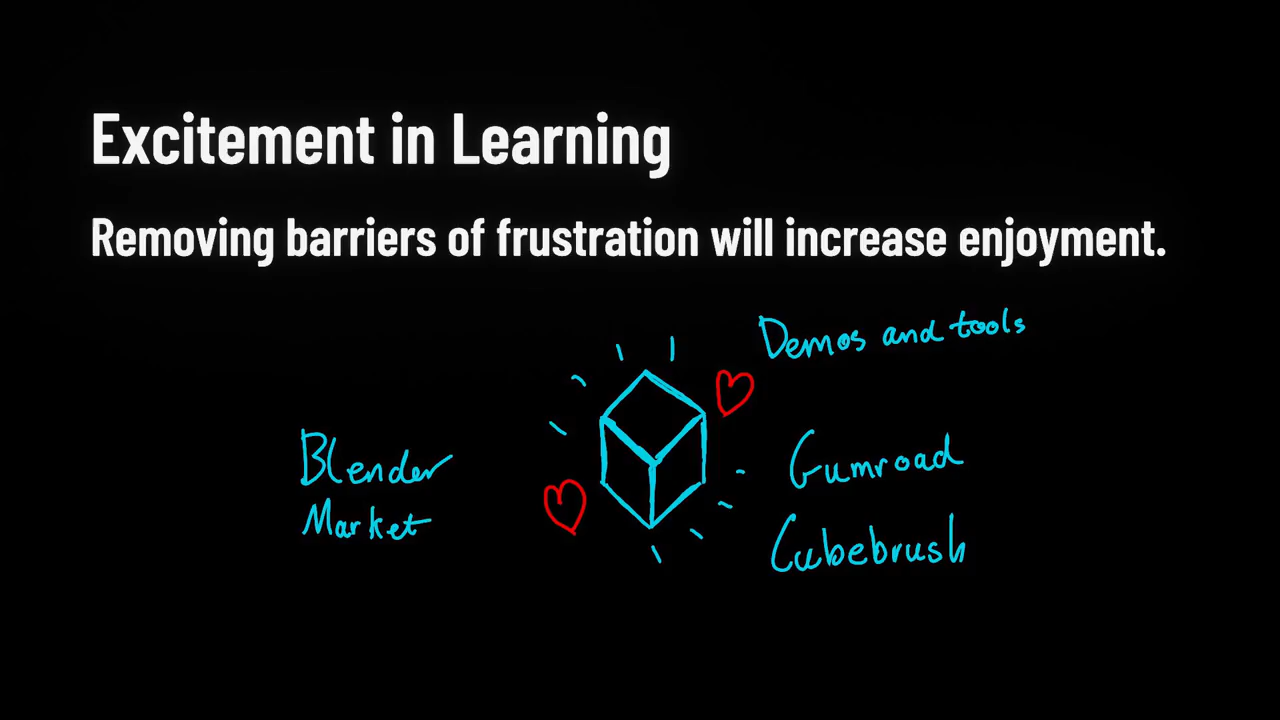 Excitement in Learning
Removing barriers of frustration will increase enjoyment.
Demos and tools
Blender
Market
Gumroad
Cubebrush